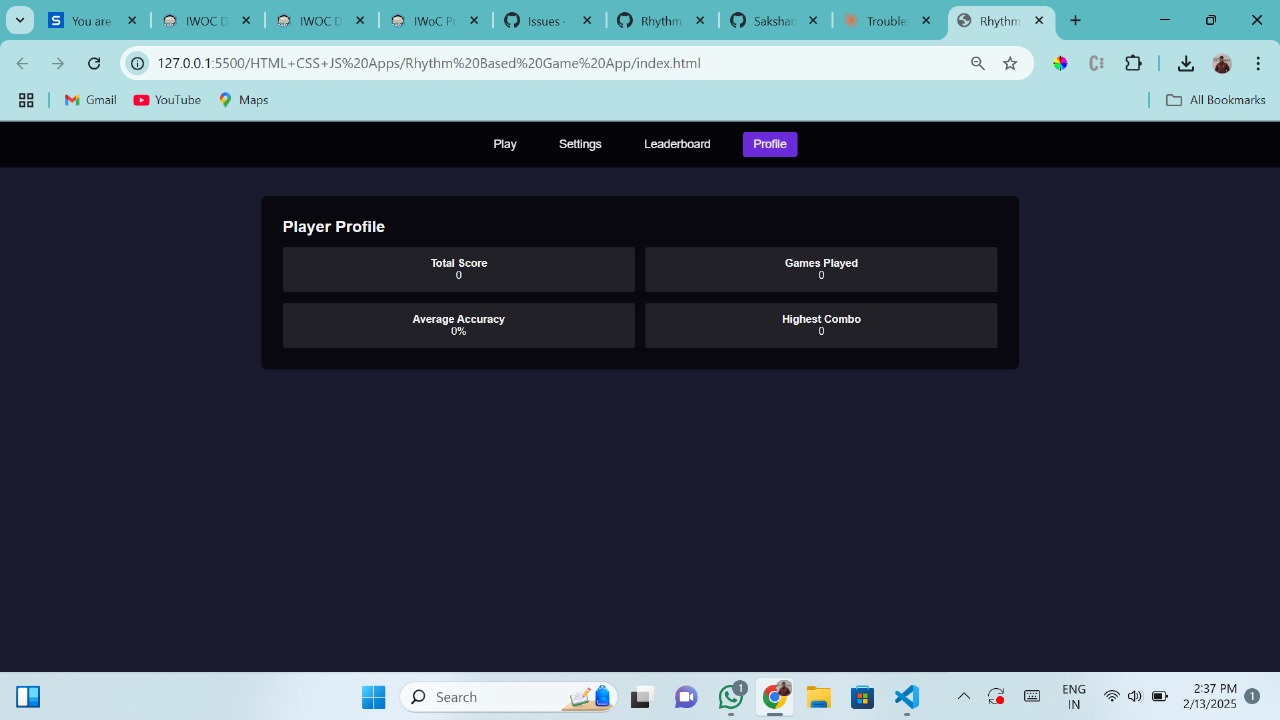 You are
IWOC D
IWOC D
IWoC Pr
Issues -
Rhythm
Sakshan
Trouble
Rhythm
127.0.0.1:5500/HTML+CSS+JS%20Apps/Rhythm%20Based%20Game%20App/index.html
Gmail
YouTube
Maps
All Bookmarks
Play
Settings
Leaderboard
Profile
Player Profile
Total Score
0
Games Played
0
Average Accuracy
0%
Highest Combo
0
Search
1
ENG
IN
2:37 PM
2/13/2025
1